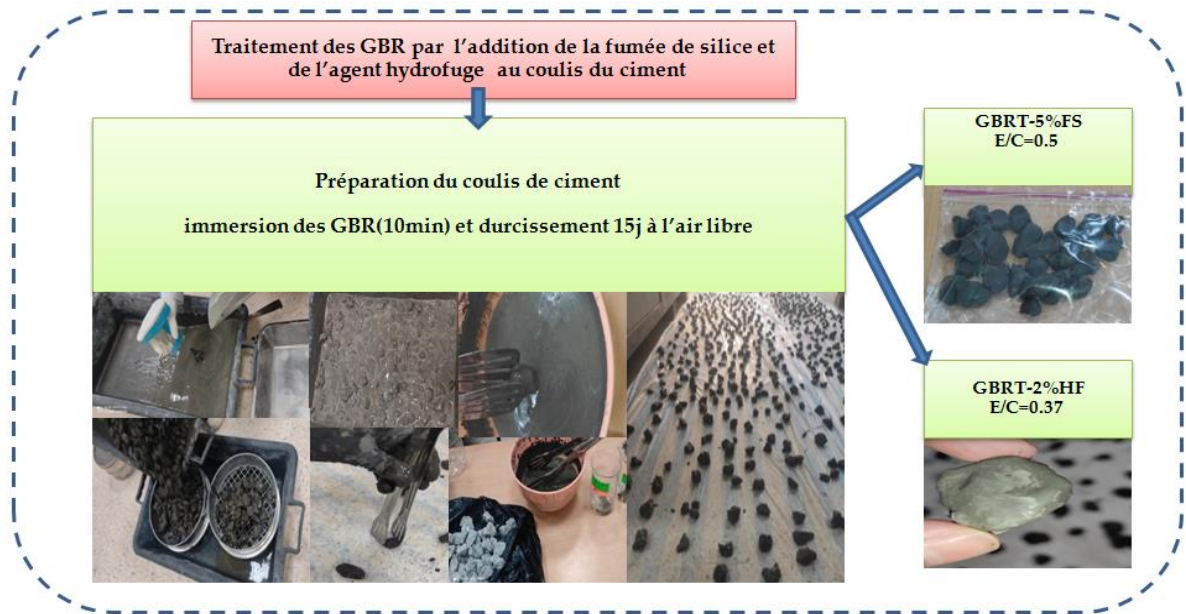 Traitement des GBR par l'addition de la fumée de silice et
de l'agent hydrofuge au coulis du ciment
Préparation du coulis de ciment
immersion des GBR(10min) et durcissement 15j à l'air libre
GBRT-5%FS
E/C=0.5
GBRT-2%HF
E/C=0.37